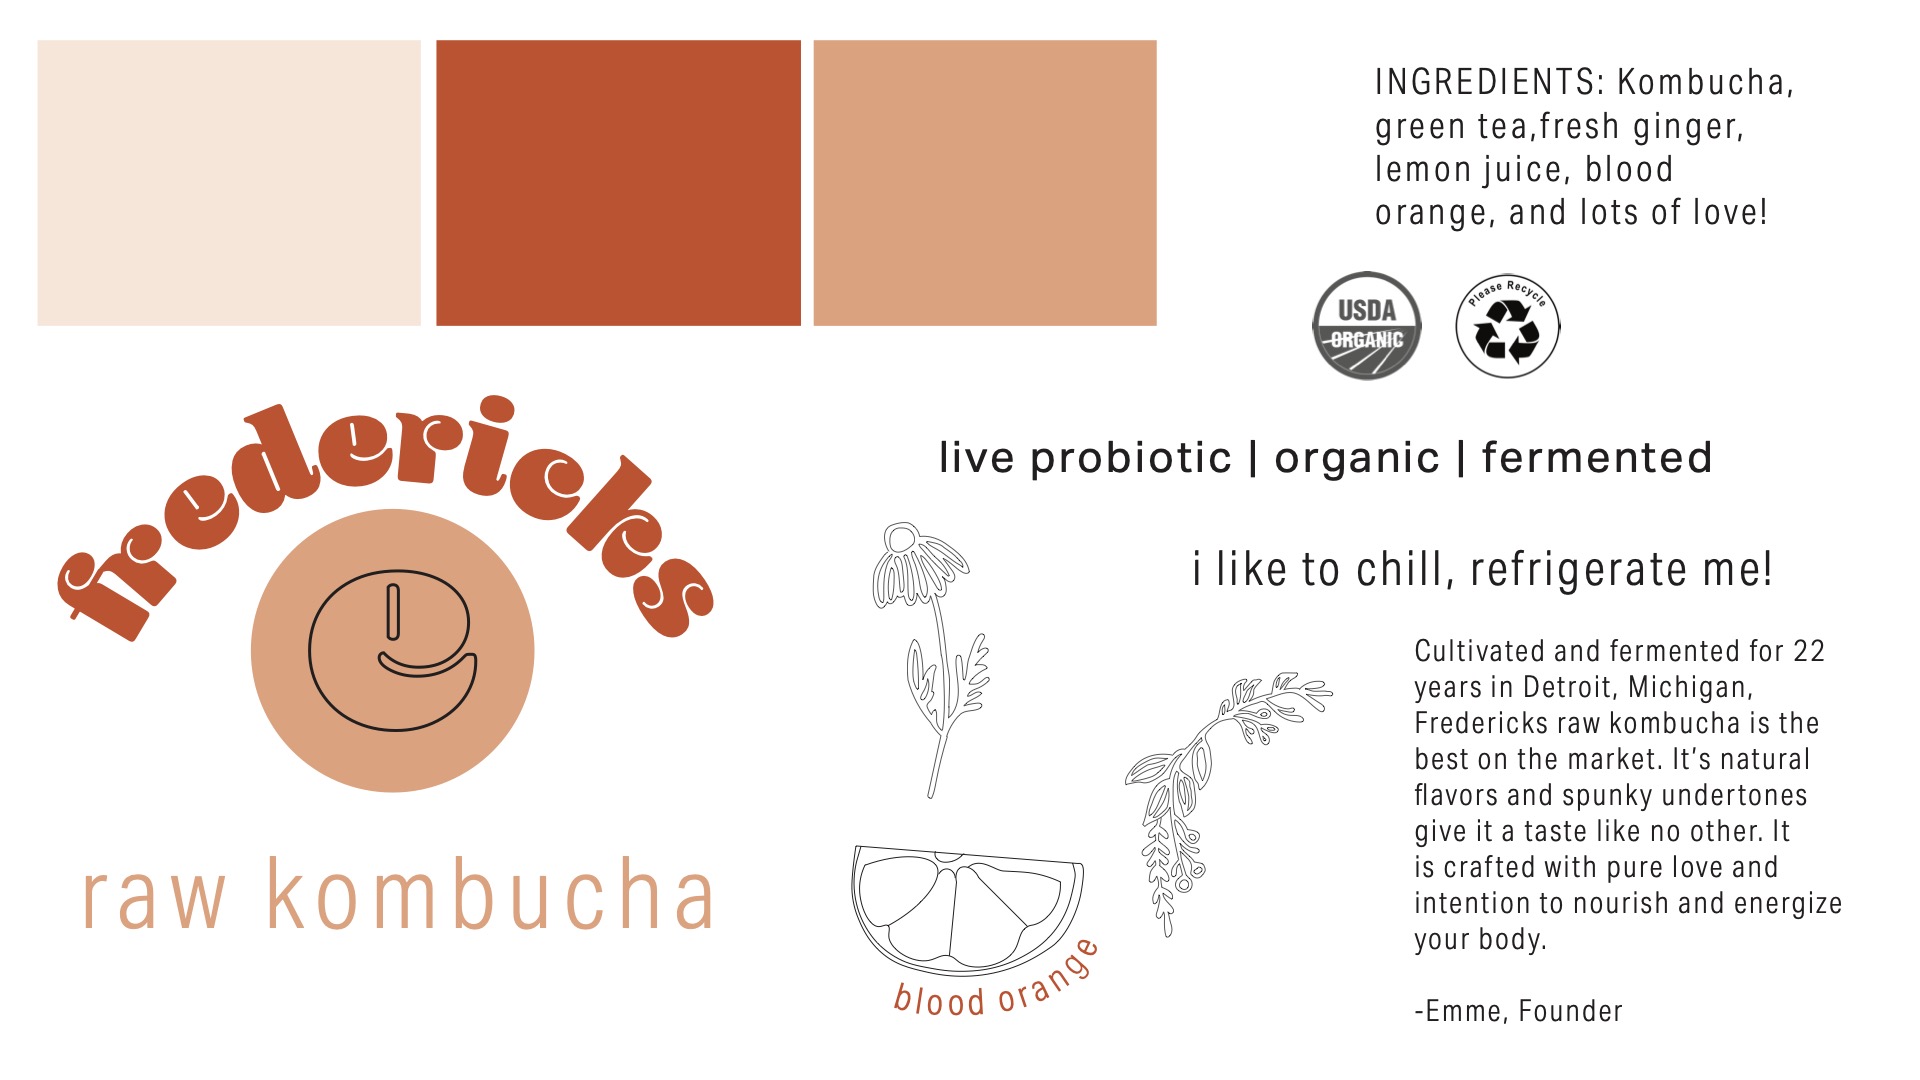 INGREDIENTS: Kombucha,
green tea,fresh ginger,
lemon juice, blood
orange, and lots of love!
USDA
ORGANIC
Please Recycle
fredericks
e
raw kombucha
live probiotic | organic | fermented
i like to chill, refrigerate me!
blood orange
Cultivated and fermented for 22
years in Detroit, Michigan,
Fredericks raw kombucha is the
best on the market. It’s natural
flavors and spunky undertones
give it a taste like no other. It
is crafted with pure love and
intention to nourish and energize
your body.
-Emme, Founder